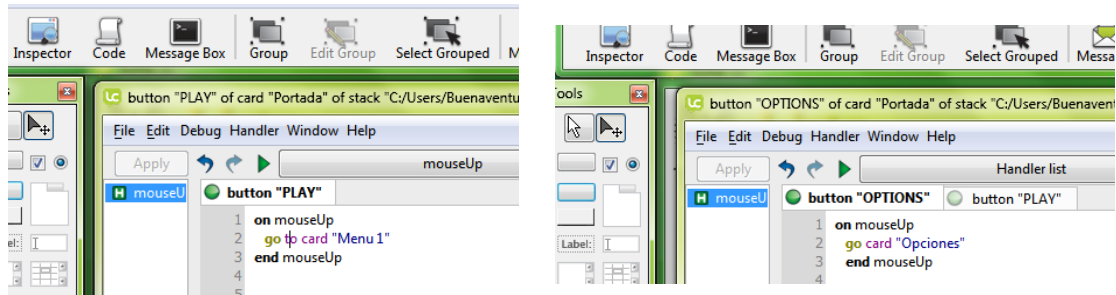 Inspector Code Message Box Group Edit Group Select Grouped
button "PLAY" of card "Portada" of stack "C:/Users/Buenaventu
File Edit Debug Handler Window Help
Apply mouseUp
mouseU button "PLAY"
1 on mouseUp
2 go to card "Menu 1"
3 end mouseUp
4
5
Inspector Code Message Box Group Edit Group Select Grouped Messa
ools
button "OPTIONS" of card "Portada" of stack "C:/Users/Buenavent
File Edit Debug Handler Window Help
Apply Handler list
mouseU button "OPTIONS" button "PLAY"
1 on mouseUp
2 go card "Opciones"
Label:
3 end mouseUp
4